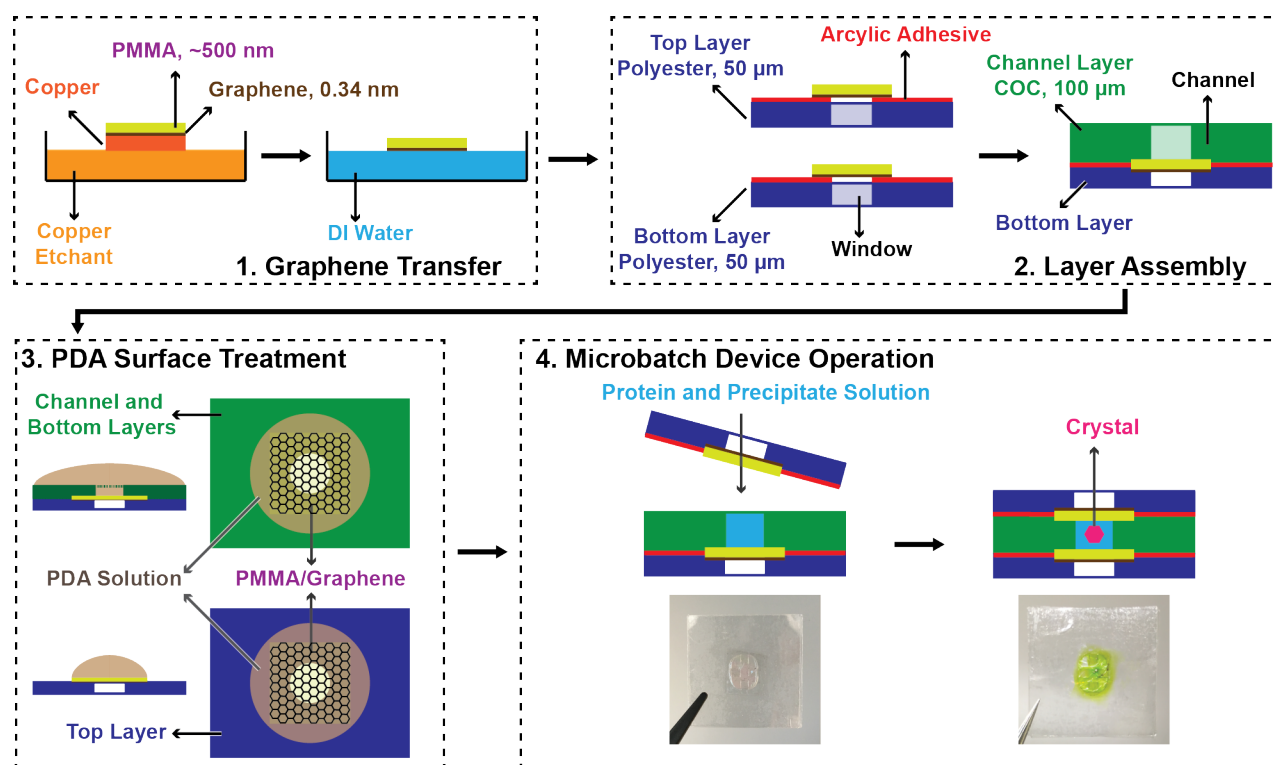 PMMA, ~500 nm
Copper
Graphene, 0.34 nm
Copper
Etchant
DI Water
1. Graphene Transfer
Top Layer
Polyester, 50 µm
Arcylic Adhesive
Bottom Layer
Polyester, 50 µm
Window
Channel Layer
COC, 100 µm
Channel
Bottom Layer
2. Layer Assembly
3. PDA Surface Treatment
Channel and
Bottom Layers
PDA Solution
PMMA/Graphene
Top Layer
4. Microbatch Device Operation
Protein and Precipitate Solution
Crystal